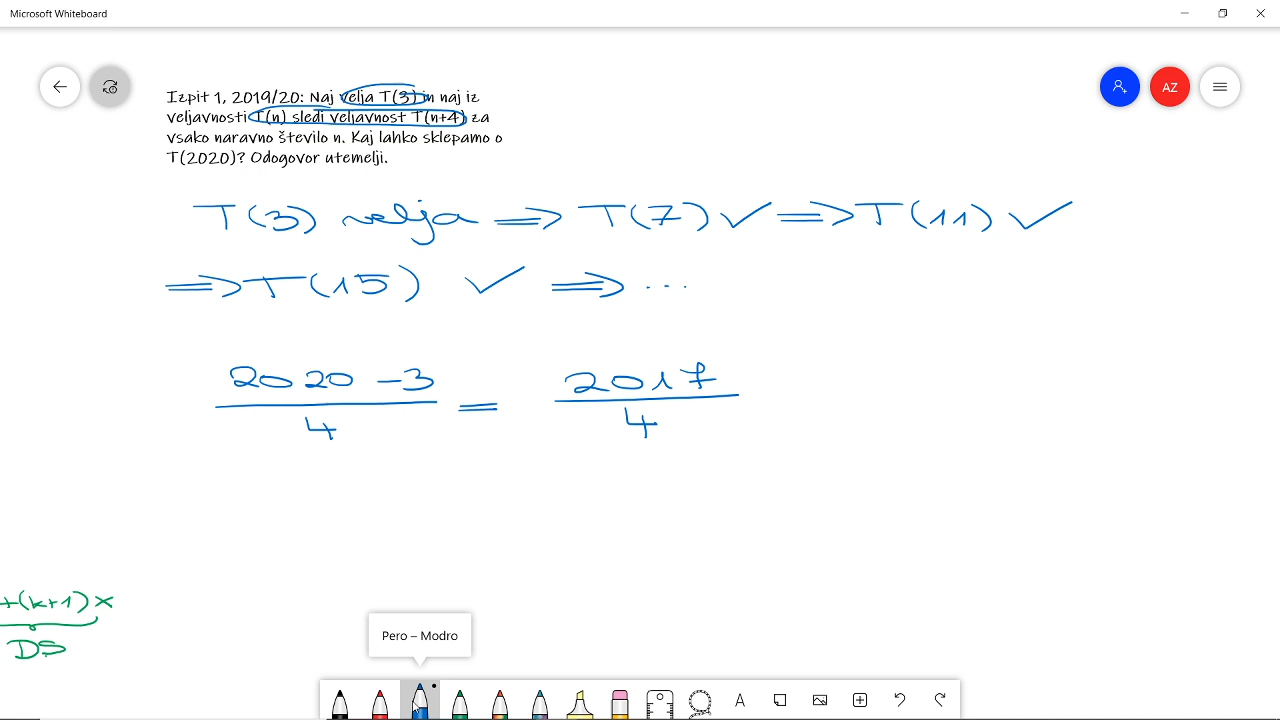 Microsoft Whiteboard
AZ
Izpit 1, 2019/20: Naj velja T(3) in naj iz
veljavnosti T(n) sledi veljavnost T(n+4) za
vsako naravno število n. Kaj lahko sklepamo o
T(2020)? Odogovor utemelji.
T(3) velja ⟹ T(7) ✓ ⟹ T(11) ✓
⟹ T(15) ✓ ⟹ ...
2020 - 3 = 2017
4 4
+(k+1)x
DS
Pero – Modro
A